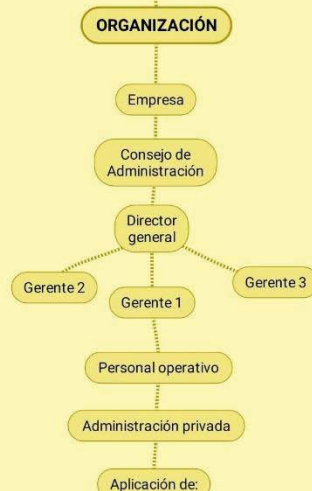 ORGANIZACIÓN
Empresa
Consejo de
Administración
Director
general
Gerente 2
Gerente 1
Gerente 3
Personal operativo
Administración privada
Aplicación de: